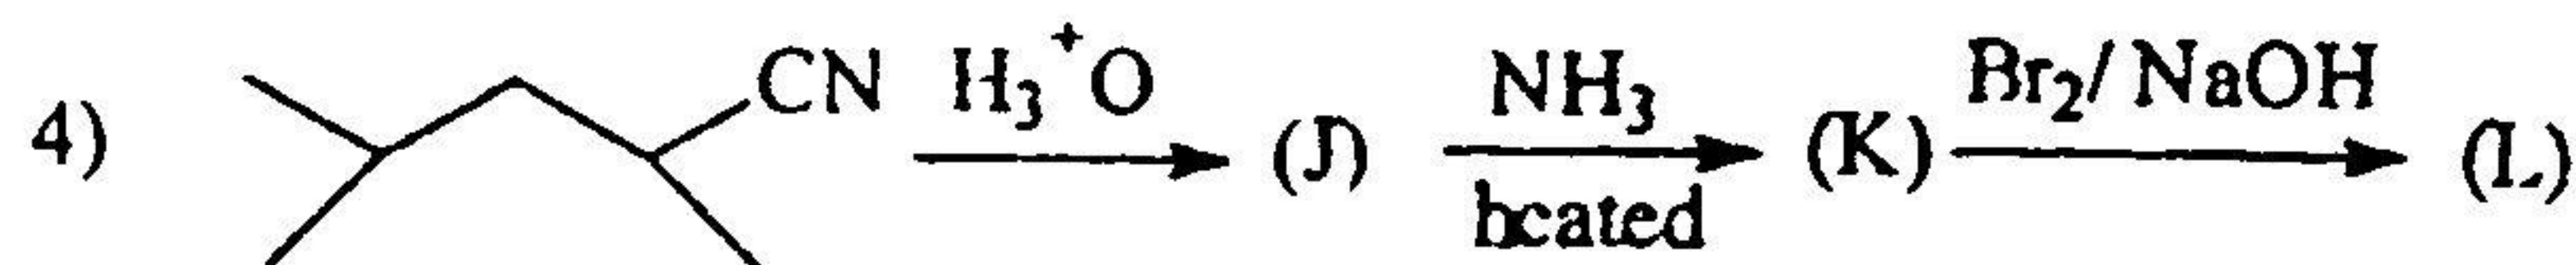 4) CN H₃⁺O (J) NH₃ (K) Br₂/ NaOH (L)
heated